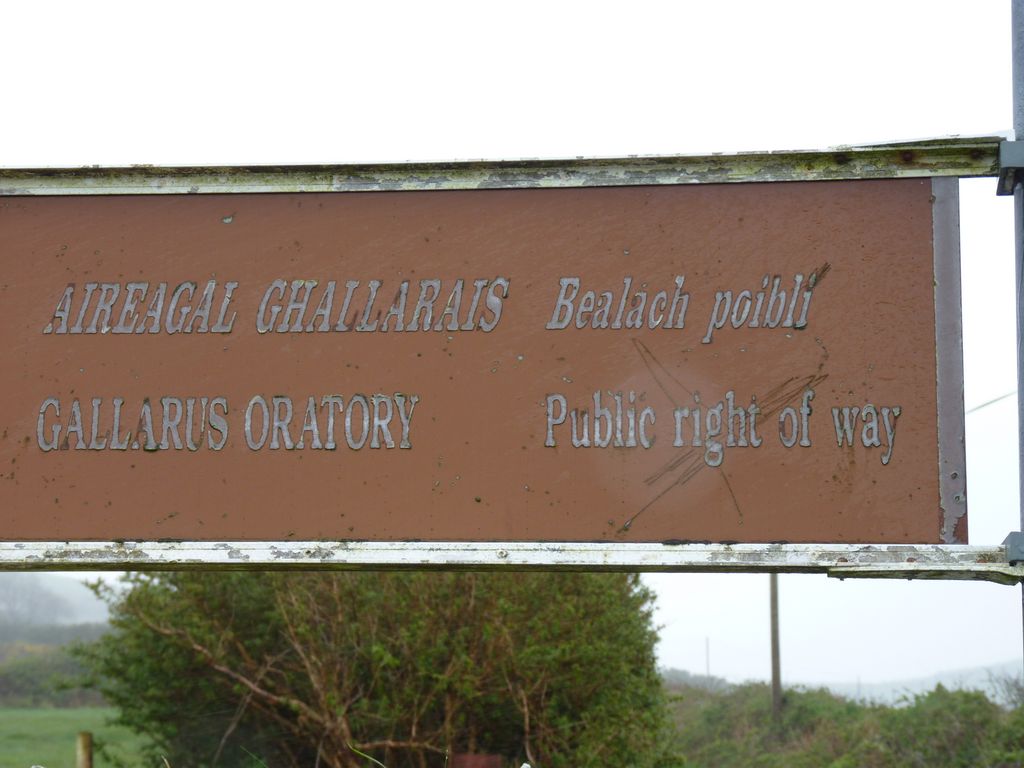 AIREAGAL GHALLARAIS Bealach poiblí
GALLARUS ORATORY Public right of way